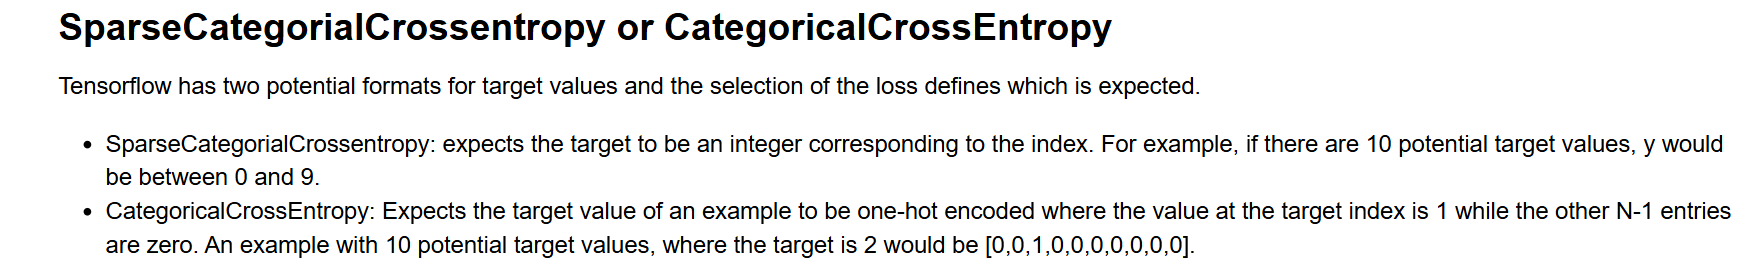 SparseCategorialCrossentropy or CategoricalCrossEntropy
Tensorflow has two potential formats for target values and the selection of the loss defines which is expected.
• SparseCategorialCrossentropy: expects the target to be an integer corresponding to the index. For example, if there are 10 potential target values, y would
be between 0 and 9.
• CategoricalCrossEntropy: Expects the target value of an example to be one-hot encoded where the value at the target index is 1 while the other N-1 entries
are zero. An example with 10 potential target values, where the target is 2 would be [0,0,1,0,0,0,0,0,0,0].